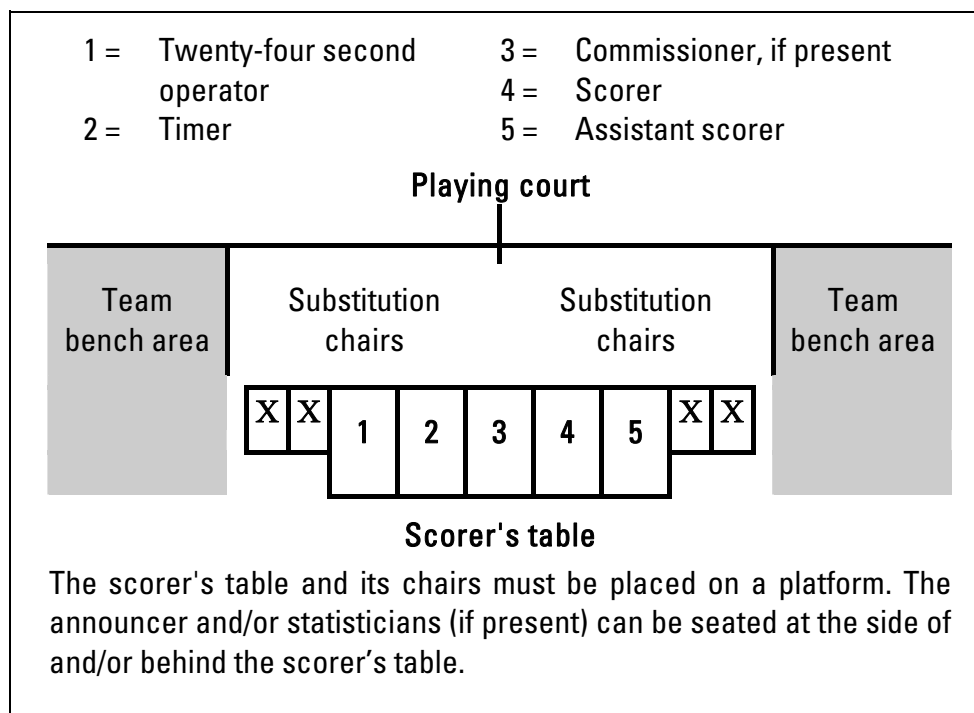 1 = Twenty-four second operator
2 = Timer
3 = Commissioner, if present
4 = Scorer
5 = Assistant scorer
Playing court
Team bench area
Substitution chairs
Substitution chairs
Team bench area
X X 1 2 3 4 5 X X
Scorer's table
The scorer's table and its chairs must be placed on a platform. The
announcer and/or statisticians (if present) can be seated at the side of
and/or behind the scorer’s table.